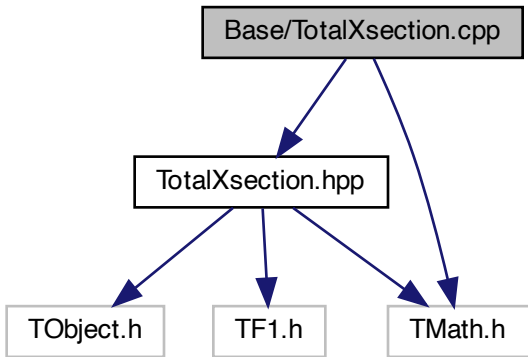 Base/TotalXsection.cpp
TotalXsection.hpp
TObject.h
TF1.h
TMath.h